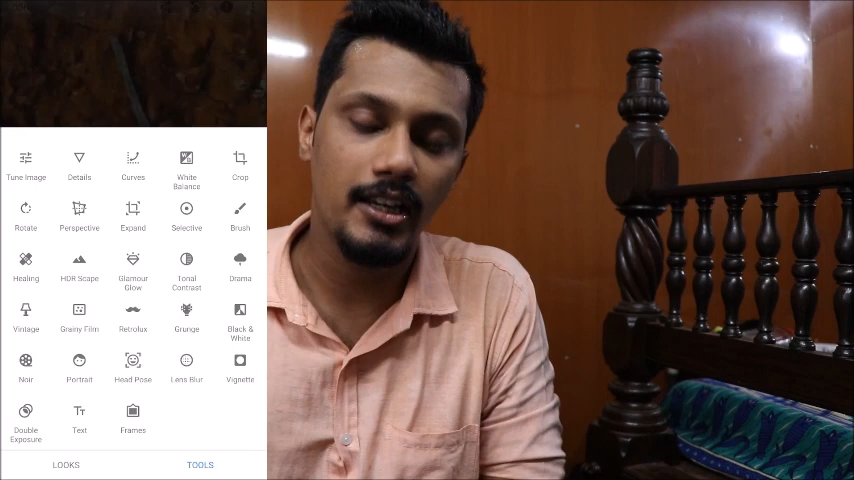 Tune Image
Details
Curves
White
Balance
Crop
Rotate
Perspective
Expand
Selective
Brush
Healing
HDR Scape
Glamour
Glow
Tonal
Contrast
Drama
Vintage
Grainy Film
Retrolux
Grunge
Black &
White
Noir
Portrait
Head Pose
Lens Blur
Vignette
Double
Exposure
Text
Frames
LOOKS
TOOLS